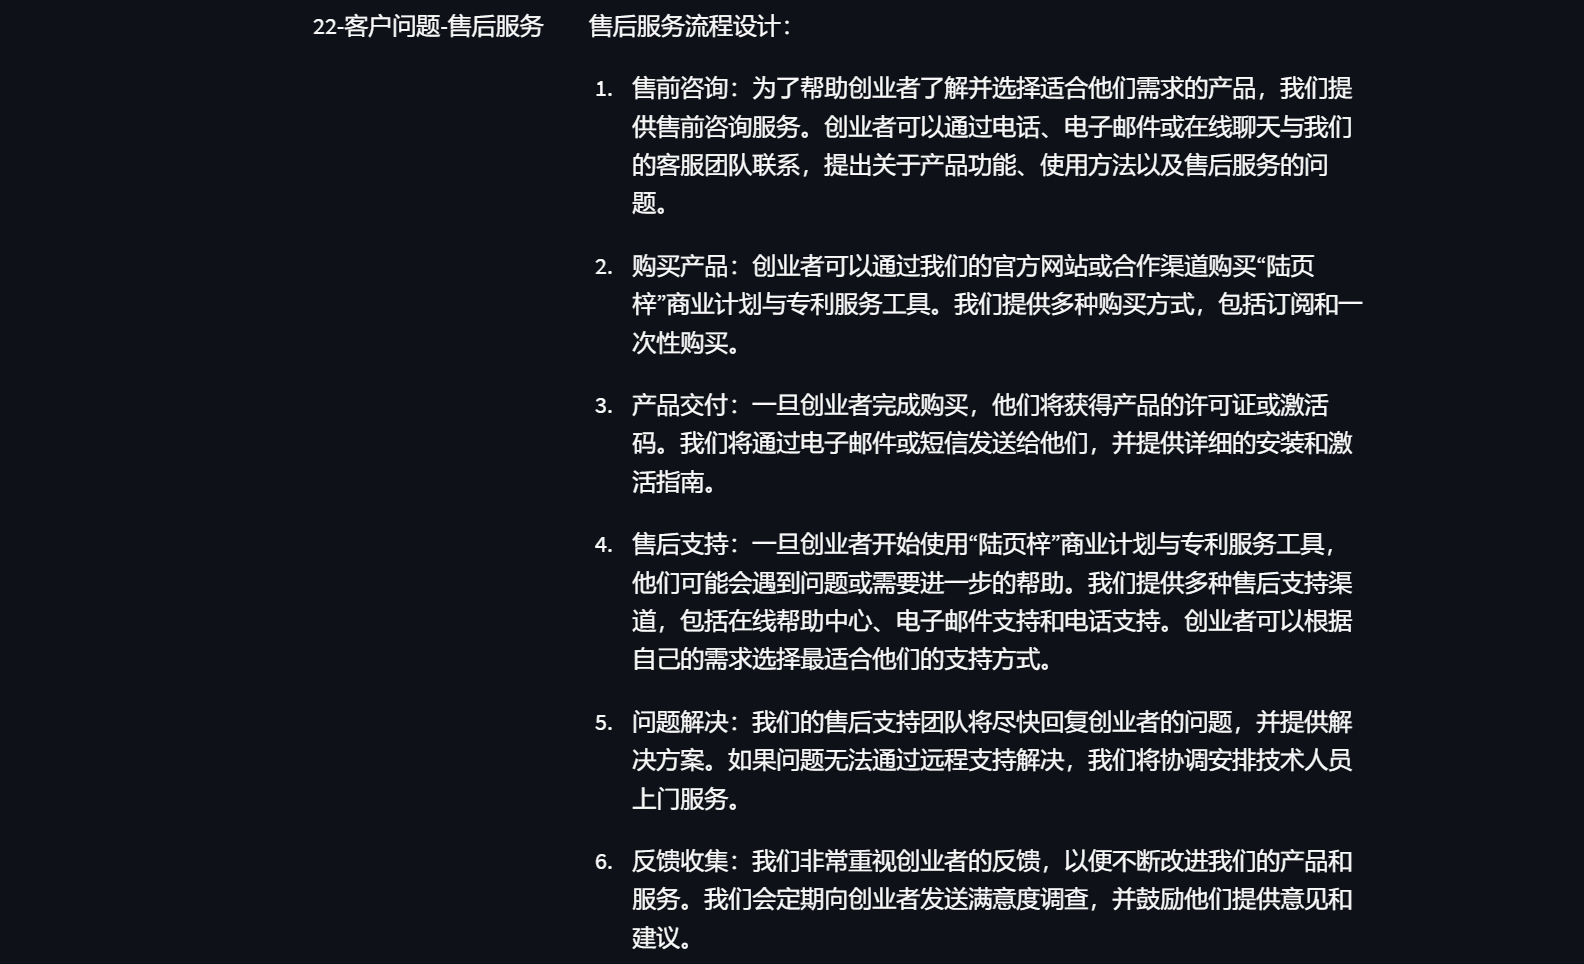 22-客户问题-售后服务
售后服务流程设计：
1. 售前咨询：为了帮助创业者了解并选择适合他们需求的产品，我们提
供售前咨询服务。创业者可以通过电话、电子邮件或在线聊天与我们
的客服团队联系，提出关于产品功能、使用方法以及售后服务的问
题。
2. 购买产品：创业者可以通过我们的官方网站或合作渠道购买“陆页
梓”商业计划与专利服务工具。我们提供多种购买方式，包括订阅和一
次性购买。
3. 产品交付：一旦创业者完成购买，他们将获得产品的许可证或激活
码。我们将通过电子邮件或短信发送给他们，并提供详细的安装和激
活指南。
4. 售后支持：一旦创业者开始使用“陆页梓”商业计划与专利服务工具，
他们可能会遇到问题或需要进一步的帮助。我们提供多种售后支持渠
道，包括在线帮助中心、电子邮件支持和电话支持。创业者可以根据
自己的需求选择最适合他们的支持方式。
5. 问题解决：我们的售后支持团队将尽快回复创业者的问题，并提供解
决方案。如果问题无法通过远程支持解决，我们将协调安排技术人员
上门服务。
6. 反馈收集：我们非常重视创业者的反馈，以便不断改进我们的产品和
服务。我们会定期向创业者发送满意度调查，并鼓励他们提供意见和
建议。